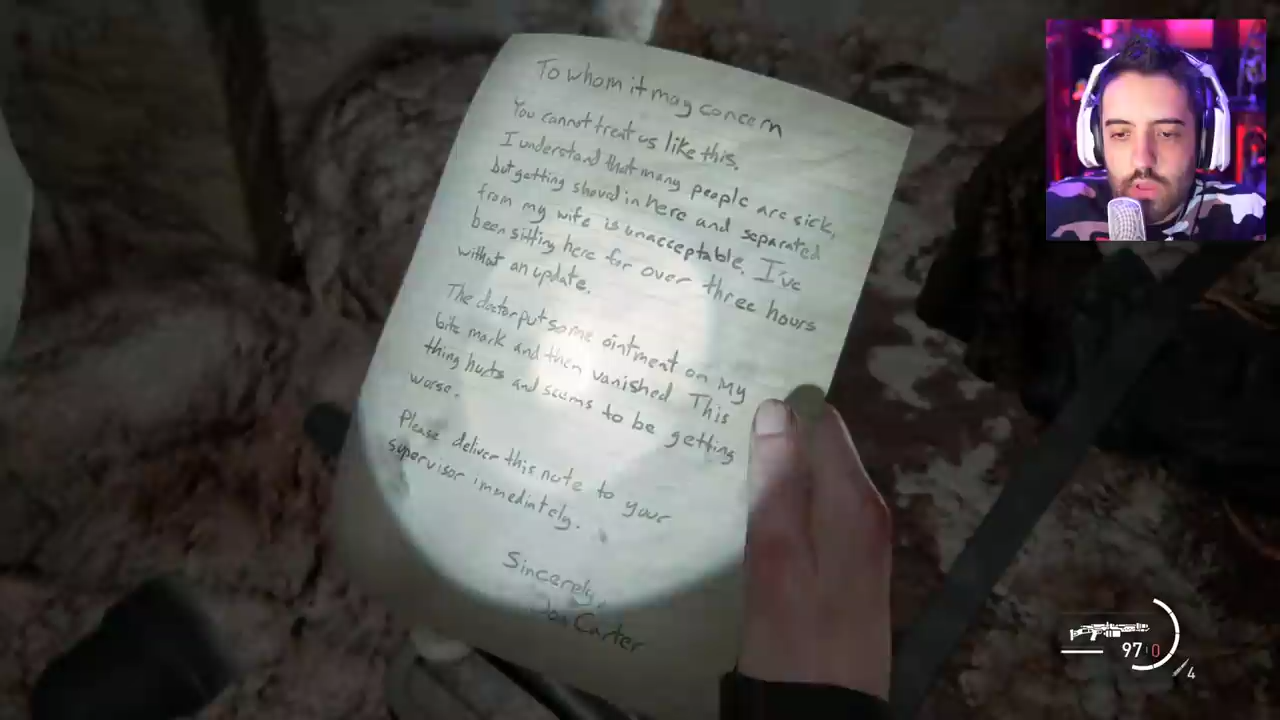 To whom it may concern
You cannot treat us like this.
I understand that many people are sick,
but getting shoved in here and separated
from my wife is unacceptable. I've
been sitting here for over three hours
without an update.
The doctor put some ointment on my
bite mark and then vanished This
thing hurts and seems to be getting
worse.
Please deliver this note to your
supervisor immedietely.
Sincerely,
Carter
97 0
4